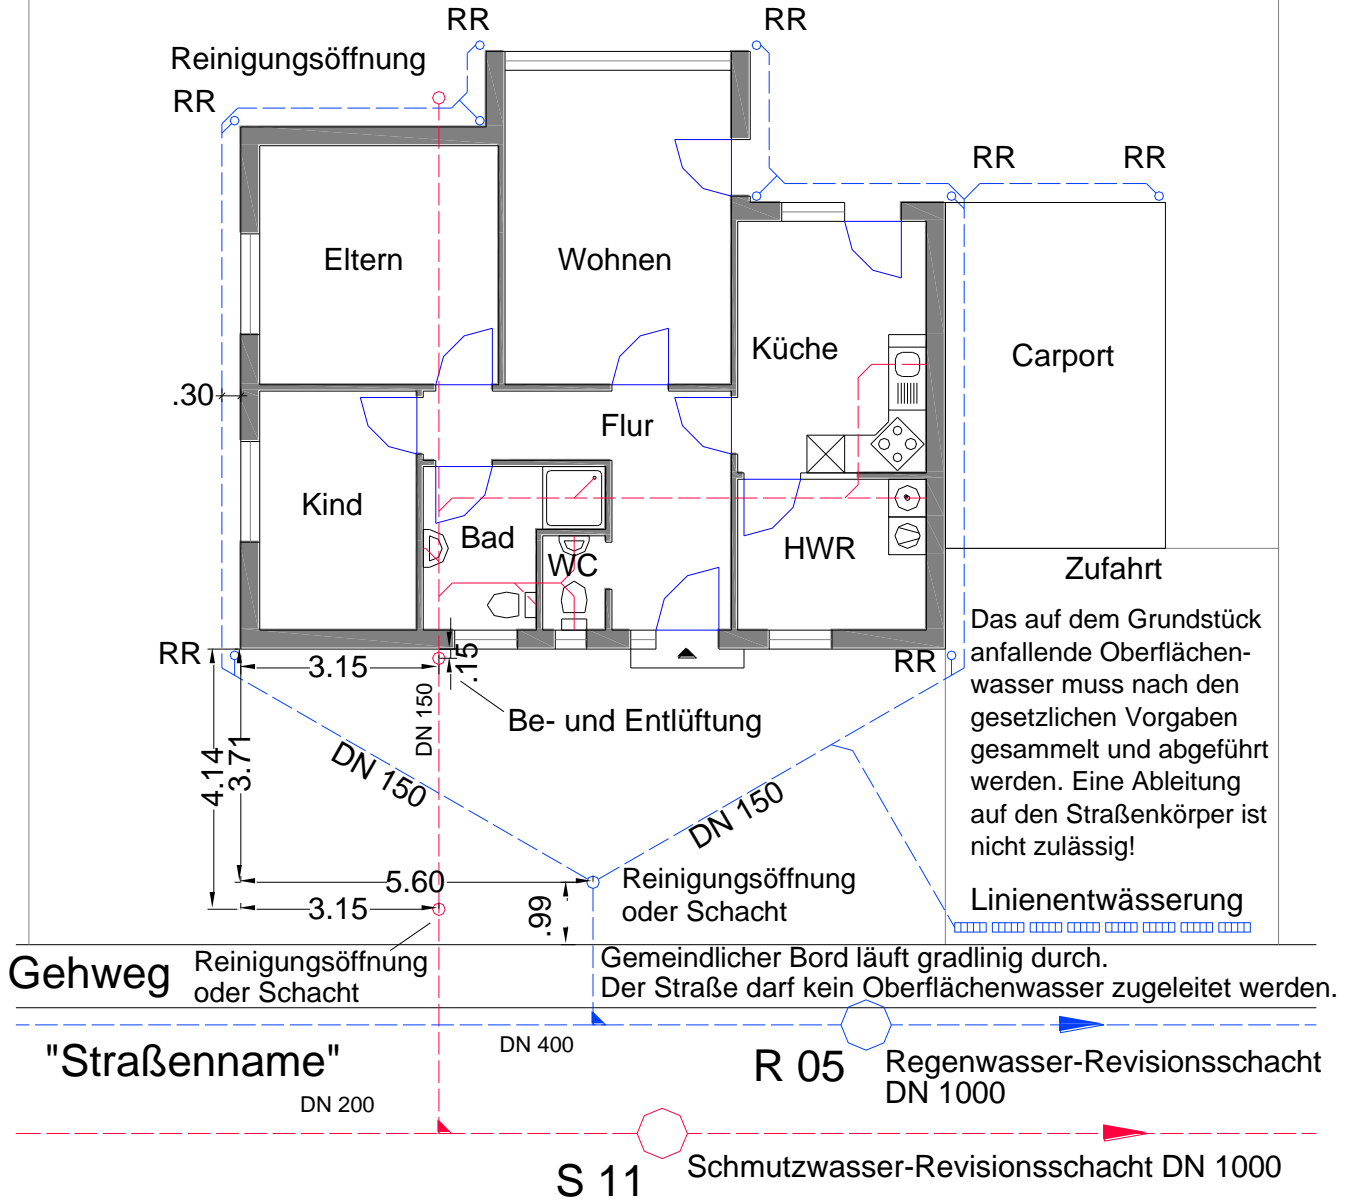 RR
RR
Reinigungsöffnung
RR
RR
RR
Eltern
Wohnen
Küche
Carport
.30
Flur
Kind
Bad
WC
HWR
Zufahrt
RR
3.15
.15
RR
DN 150
Be- und Entlüftung
Das auf dem Grundstück
anfallende Oberflächen-
wasser muss nach den
gesetzlichen Vorgaben
gesammelt und abgeführt
werden. Eine Ableitung
auf den Straßenkörper ist
nicht zulässig!
4.14
3.71
DN 150
DN 150
5.60
3.15
.99
Reinigungsöffnung
oder Schacht
Linienentwässerung
Gehweg
Reinigungsöffnung
oder Schacht
Gemeindlicher Bord läuft gradlinig durch.
Der Straße darf kein Oberflächenwasser zugeleitet werden.
"Straßenname"
DN 400
R 05
Regenwasser-Revisionsschacht
DN 1000
DN 200
S 11
Schmutzwasser-Revisionsschacht DN 1000